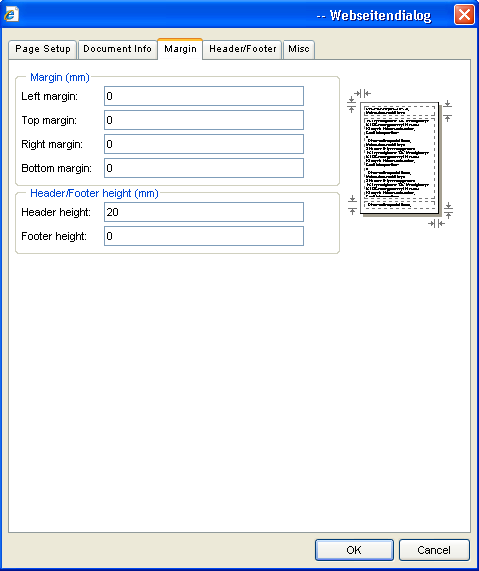 -- Webseitendialog
Page Setup Document Info Margin Header/Footer Misc
Margin (mm)
Left margin: 0
Top margin: 0
Right margin: 0
Bottom margin: 0
Header/Footer height (mm)
Header height: 20
Footer height: 0
OK Cancel